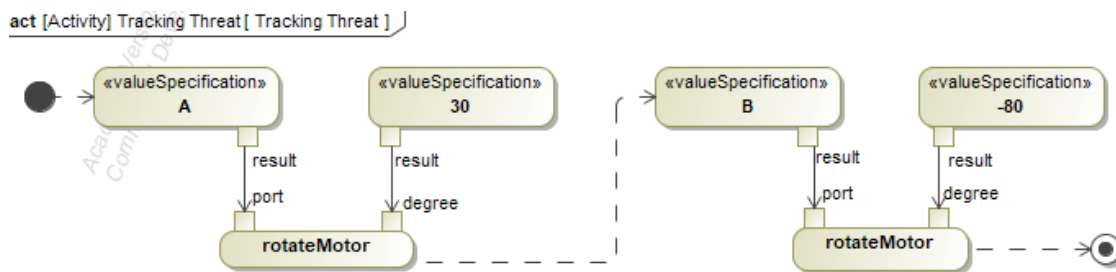 act [Activity] Tracking Threat[ Tracking Threat ]
«valueSpecification»
A
«valueSpecification»
30
«valueSpecification»
B
«valueSpecification»
-80
result
result
result
result
port
degree
port
degree
rotateMotor
rotateMotor